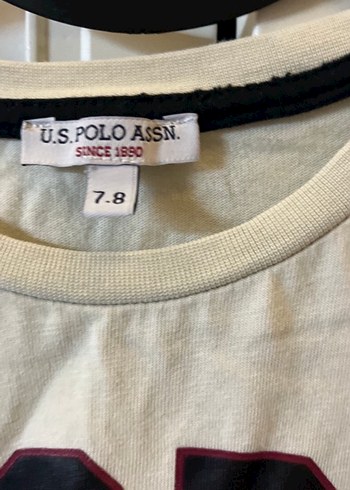 U.S. POLO ASSN.
SINCE 1890
7.8